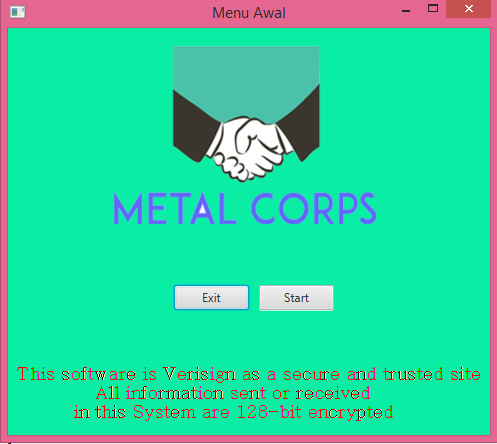 Menu Awal
METAL CORPS
Exit
Start
This software is Verisign as a secure and trusted site
All information sent or received
in this System are 128-bit encrypted